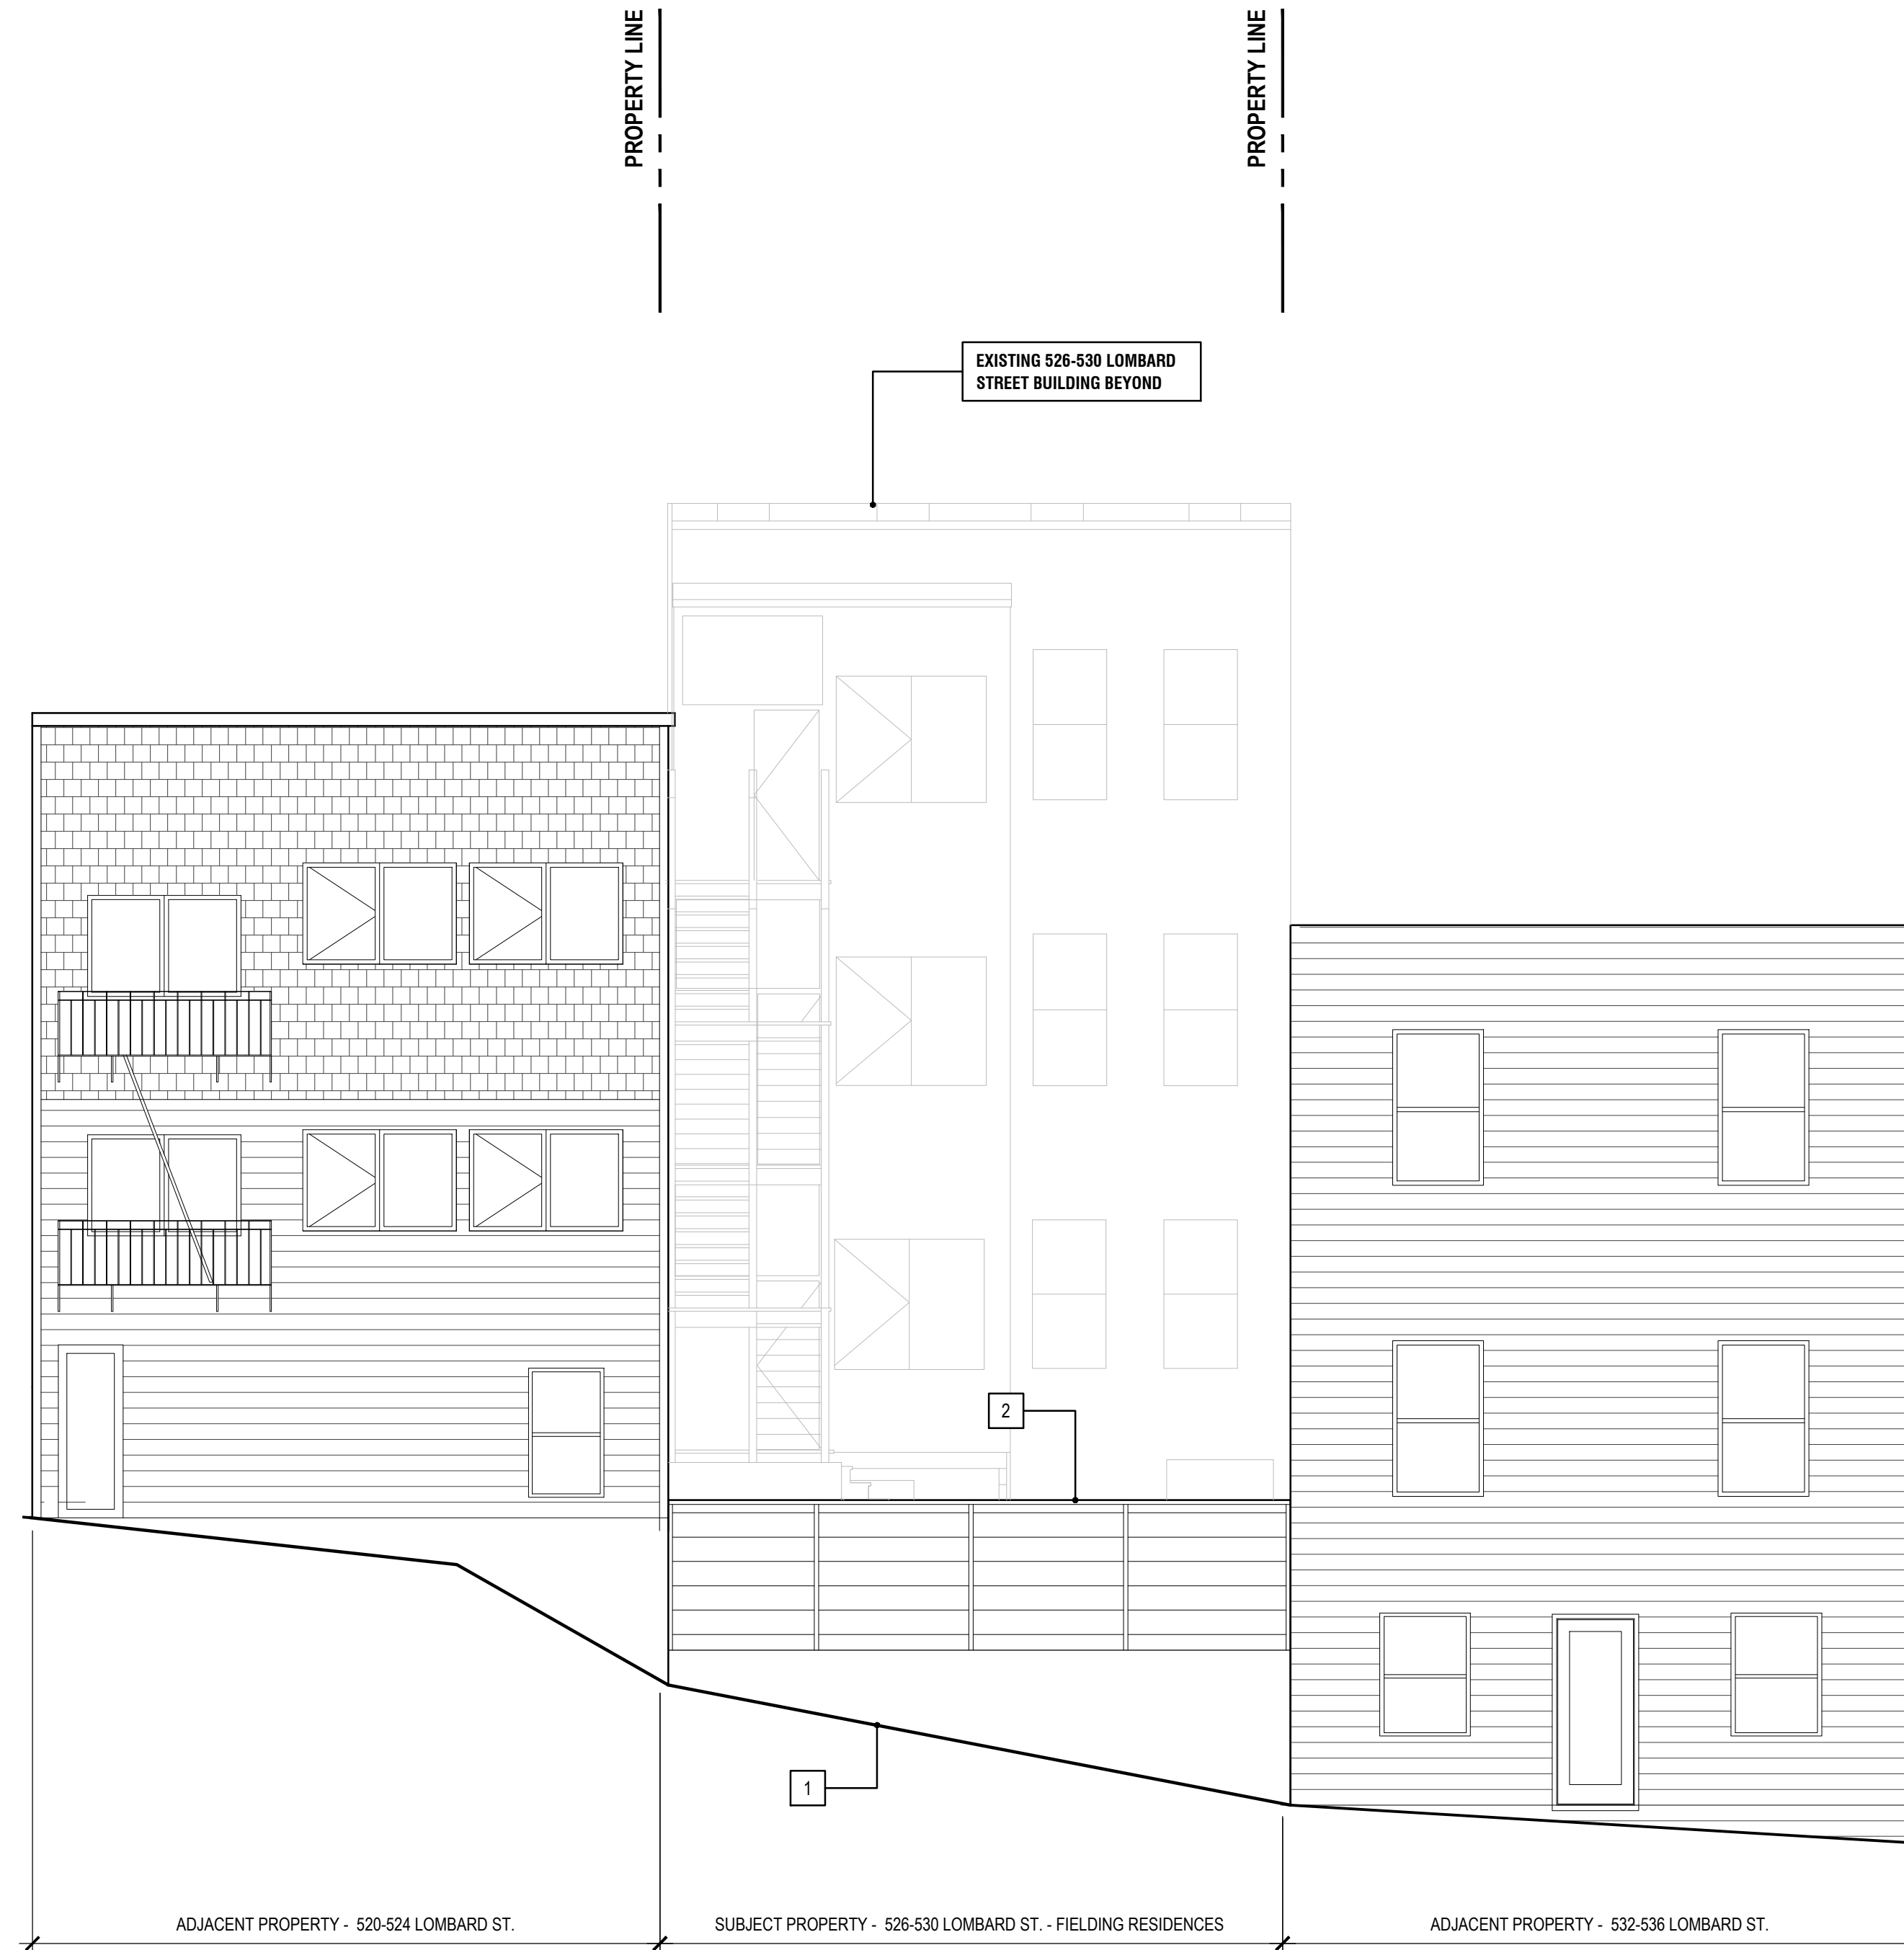 PROPERTY LINE
PROPERTY LINE
EXISTING 526-530 LOMBARD
STREET BUILDING BEYOND
2
1
ADJACENT PROPERTY - 520-524 LOMBARD ST.
SUBJECT PROPERTY - 526-530 LOMBARD ST. - FIELDING RESIDENCES
ADJACENT PROPERTY - 532-536 LOMBARD ST.